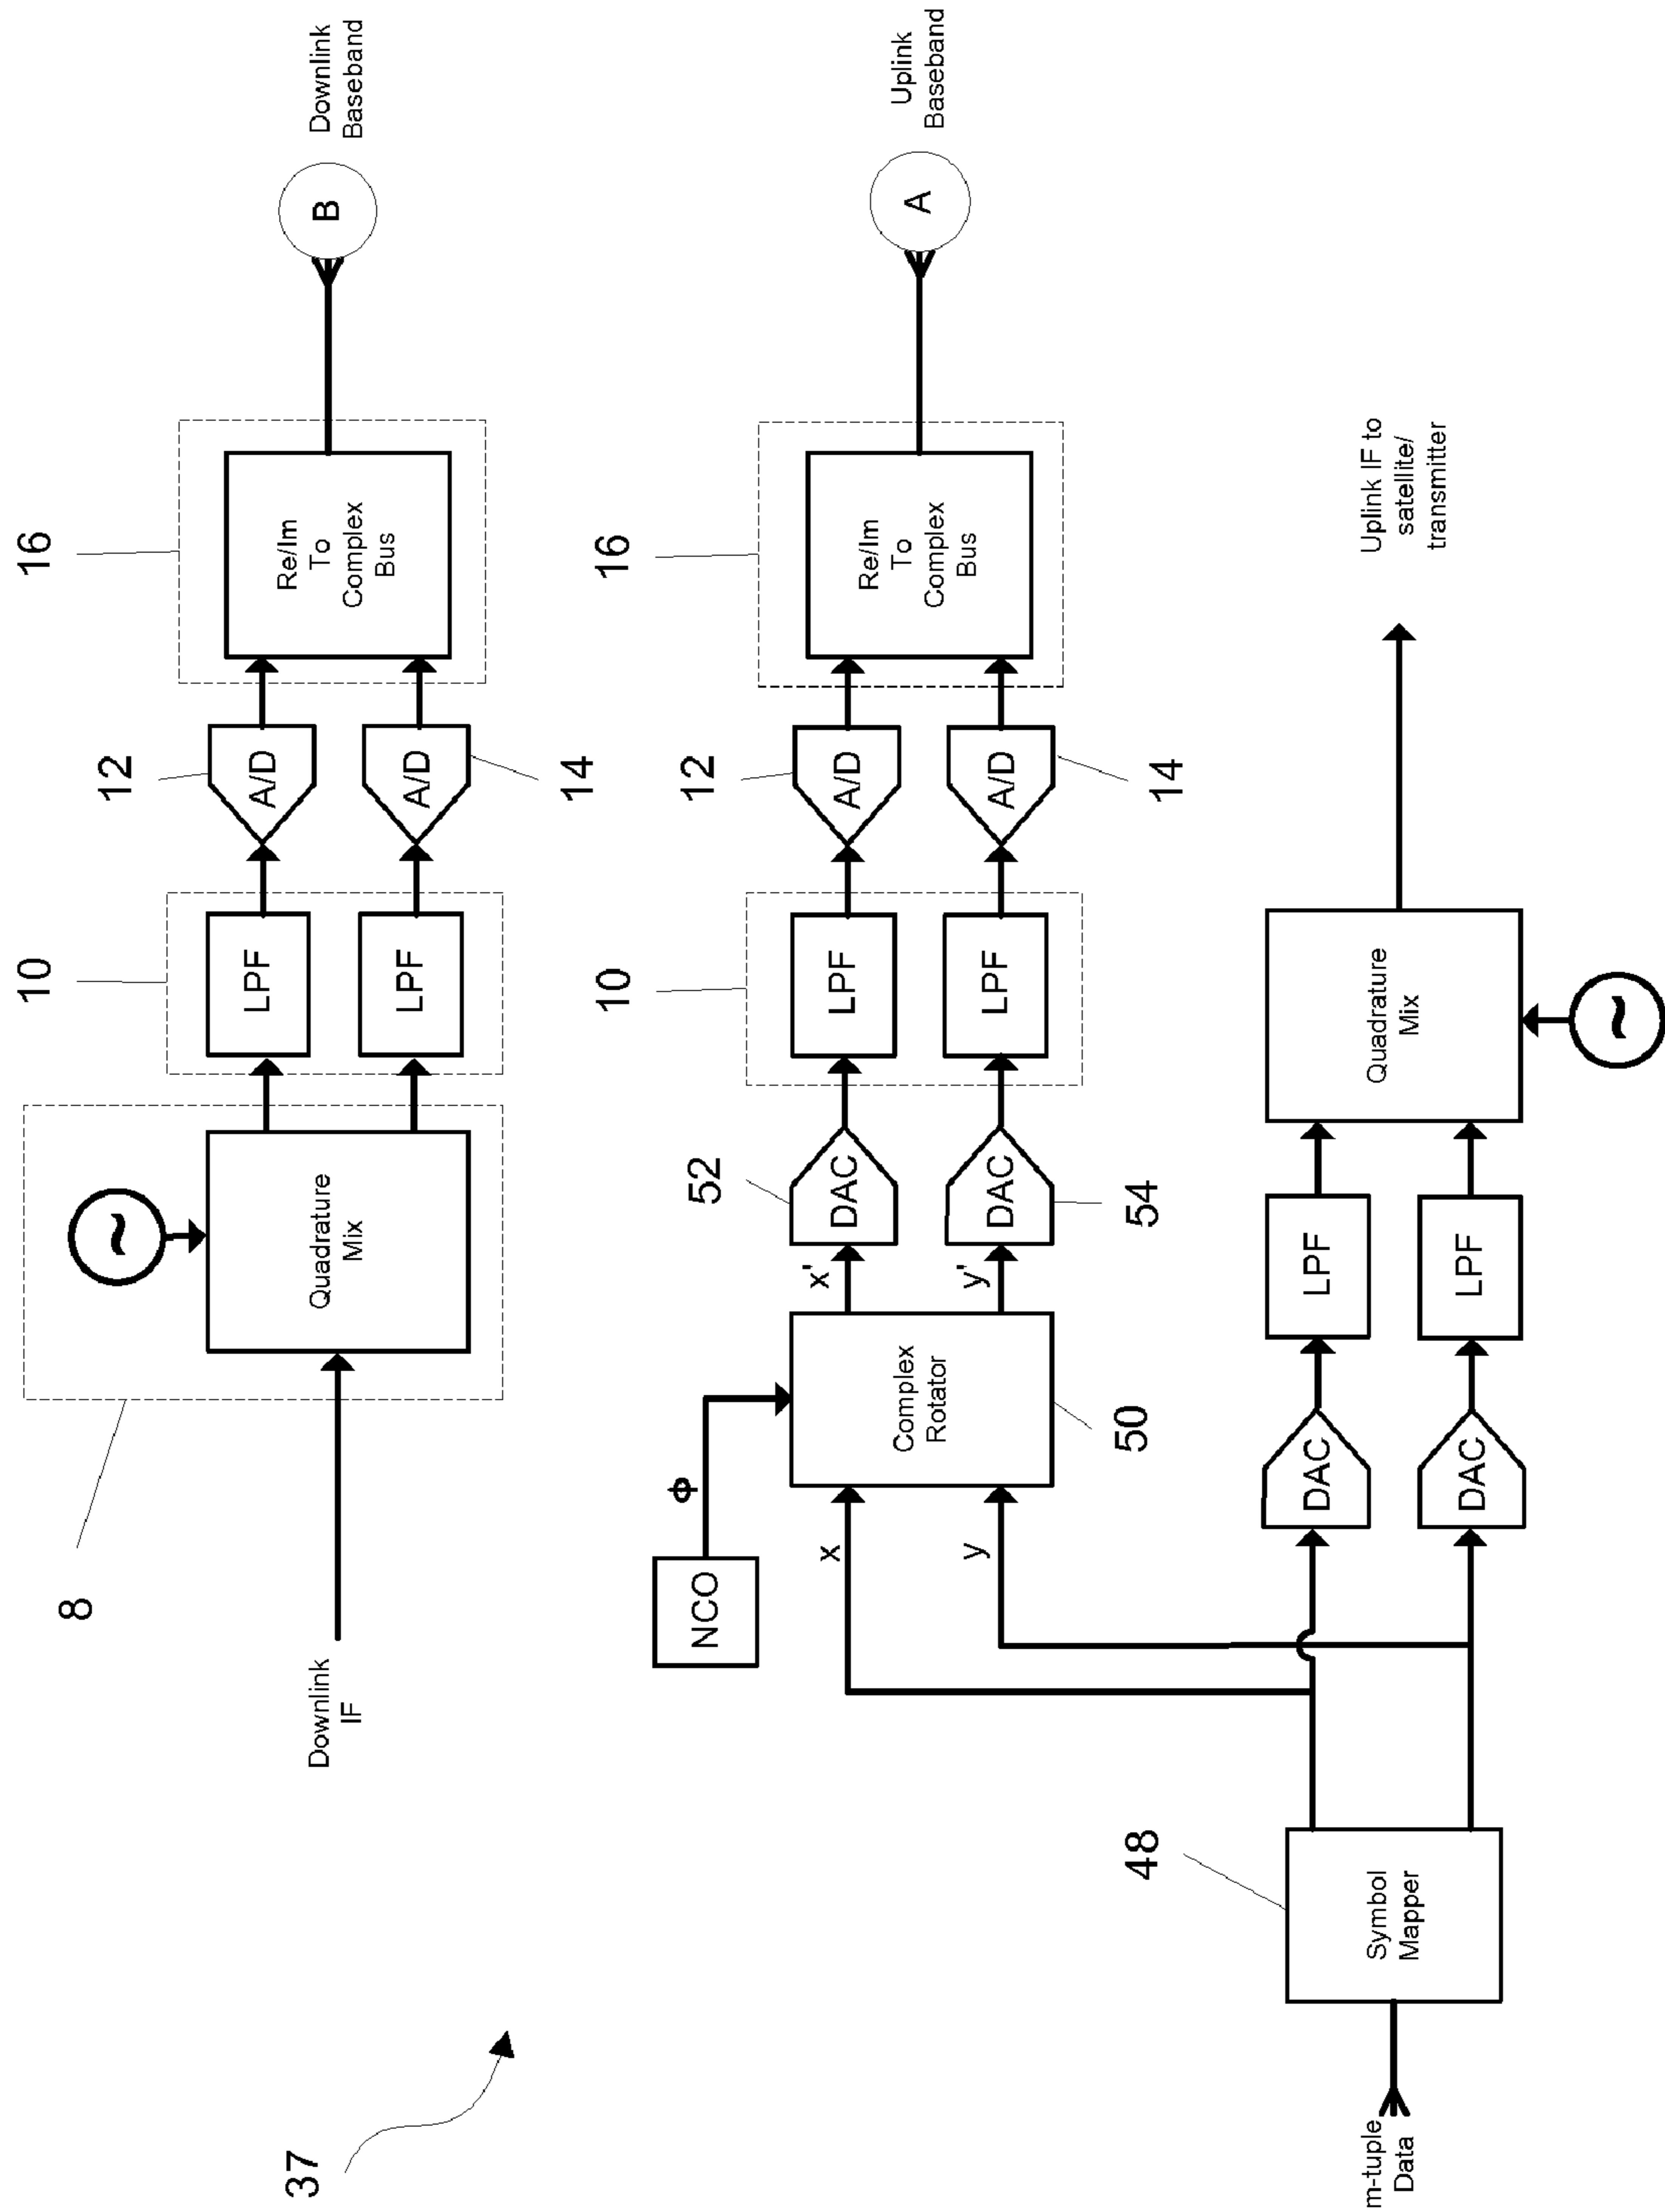 8
10
16
Downlink
IF
Quadrature
Mix
~
LPF
LPF
12
A/D
A/D
14
Re/Im
To
Complex
Bus
B
Downlink
Baseband
NCO
Φ
x
y
Complex
Rotator
50
x'
y'
52
DAC
DAC
54
10
LPF
LPF
12
A/D
A/D
14
16
Re/Im
To
Complex
Bus
A
Uplink
Baseband
37
m-tuple
Data
48
Symbol
Mapper
DAC
DAC
LPF
LPF
Quadrature
Mix
~
Uplink IF to
satellite/
transmitter